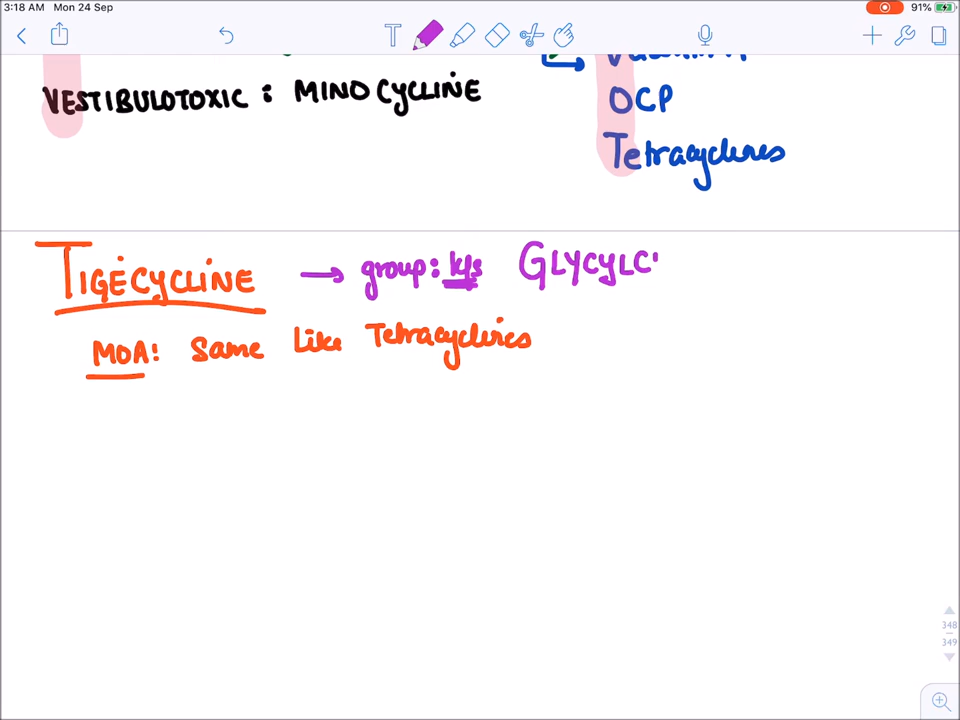 3:18 AM Mon 24 Sep
91%
T
VESTIBULOTOXIC : MINOCYCLINE
OCP
Tetracyclines
TIGECYCLINE → group: k/s GLYCYLC
MOA: Same like Tetracyclines
348
349